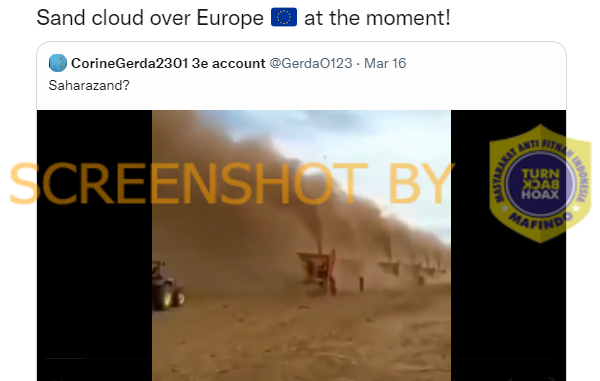 Sand cloud over Europe 🇪🇺 at the moment!
CorineGerda2301 3e account @GerdaO123 · Mar 16
Saharazand?
SCREENSHOT BY
MASYARAKAT ANTI FITNAH INDONESIA
TURN
BACK
HOAX
MAFINDO